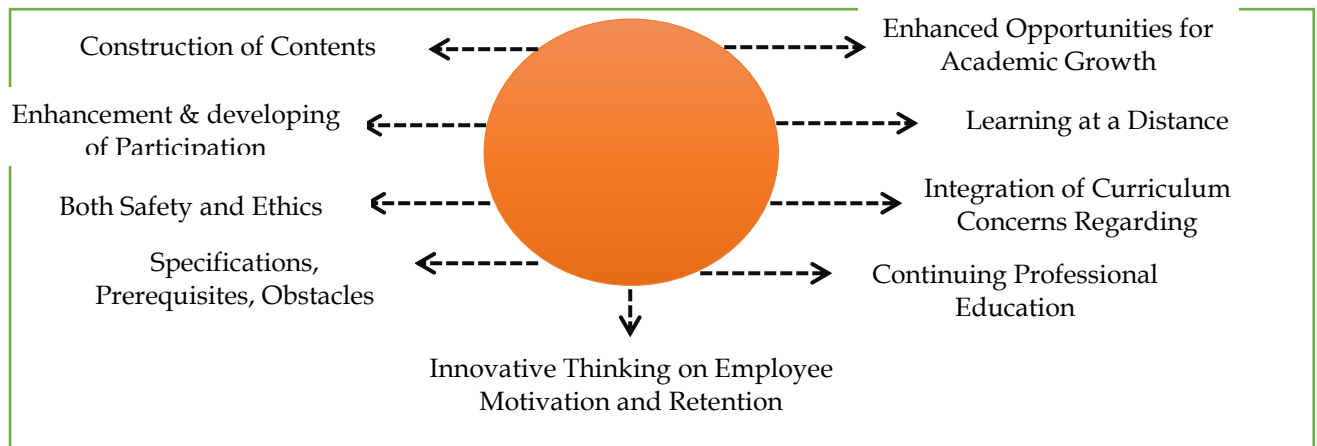 Construction of Contents
Enhancement & developing
of Participation
Both Safety and Ethics
Specifications,
Prerequisites, Obstacles
Enhanced Opportunities for
Academic Growth
Learning at a Distance
Integration of Curriculum
Concerns Regarding
Continuing Professional
Education
Innovative Thinking on Employee
Motivation and Retention